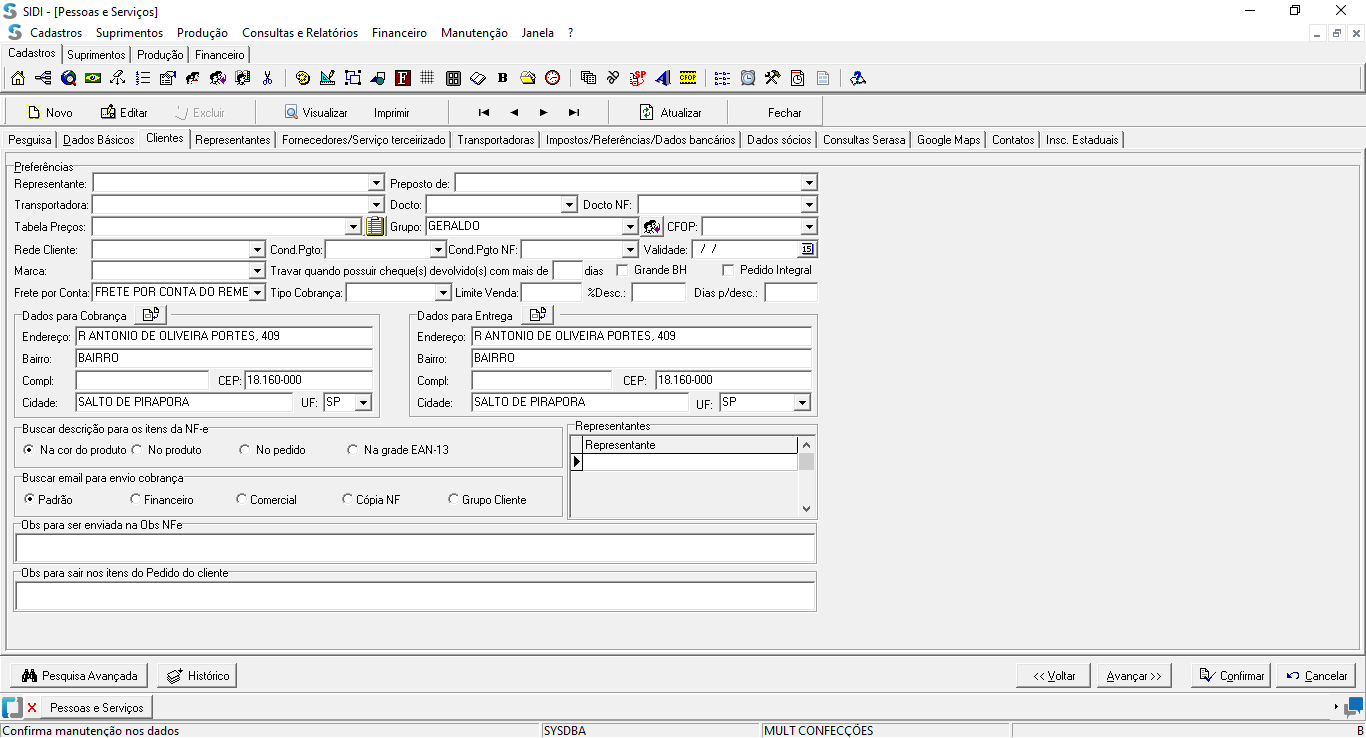 SIDI - [Pessoas e Serviços]
Cadastros Suprimentos Produção Consultas e Relatórios Financeiro Manutenção Janela ?
Cadastros Suprimentos Produção Financeiro
F B SP CFOP
Novo Editar Excluir Visualizar Imprimir Atualizar Fechar
Pesquisa Dados Básicos Clientes Representantes Fornecedores/Serviço terceirizado Transportadoras Impostos/Referências/Dados bancários Dados sócios Consultas Serasa Google Maps Contatos Insc. Estaduais
Preferências
Representante: Preposto de:
Transportadora: Docto: Docto NF:
Tabela Preços: Grupo: GERALDO CFOP:
Rede Cliente: Cond.Pgto: Cond.Pgto NF: Validade: / / 15
Marca: Travar quando possuir cheque(s) devolvido(s) com mais de dias Grande BH Pedido Integral
Frete por Conta: FRETE POR CONTA DO REME Tipo Cobrança: Limite Venda: %Desc.: Dias p/desc.:
Dados para Cobrança Dados para Entrega
Endereço: R ANTONIO DE OLIVEIRA PORTES, 409 Endereço: R ANTONIO DE OLIVEIRA PORTES, 409
Bairro: BAIRRO Bairro: BAIRRO
Compl: CEP: 18.160-000 Compl: CEP: 18.160-000
Cidade: SALTO DE PIRAPORA UF: SP Cidade: SALTO DE PIRAPORA UF: SP
Buscar descrição para os itens da NF-e Representantes
Na cor do produto No produto No pedido Na grade EAN-13 Representante
Buscar email para envio cobrança
Padrão Financeiro Comercial Cópia NF Grupo Cliente
Obs para ser enviada na Obs NFe
Obs para sair nos itens do Pedido do cliente
Pesquisa Avançada Histórico << Voltar Avançar >> Confirmar Cancelar
Pessoas e Serviços
Confirma manutenção nos dados SYSDBA MULT CONFECÇÕES B